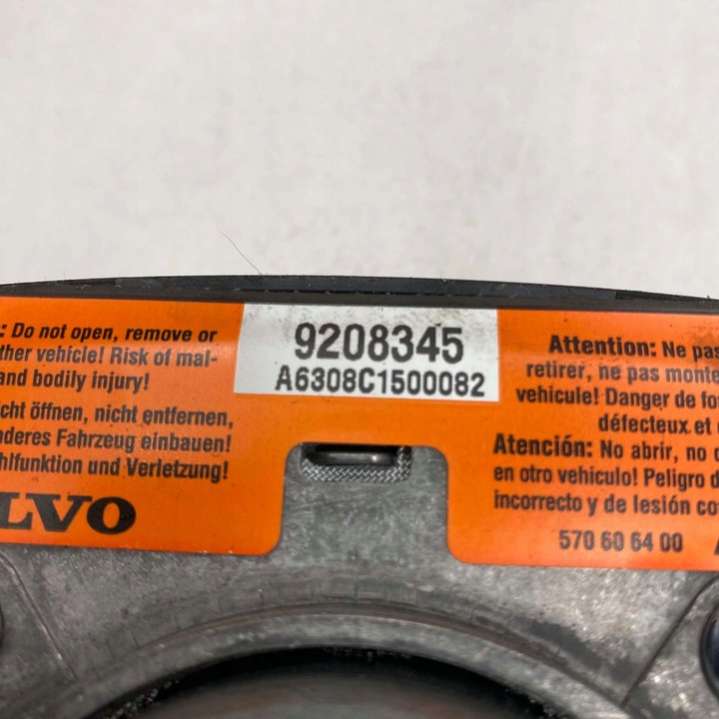 : Do not open, remove or
ther vehicle! Risk of mal-
and bodily injury!
cht öffnen, nicht entfernen,
nderes Fahrzeug einbauen!
hlfunktion und Verletzung!
LVO
9208345
A6308C1500082
Attention: Ne pas
retirer, ne pas monte
vehicule! Danger de fo
défecteux et
Atención: No abrir, no
en otro vehiculo! Peligro d
incorrecto y de lesión co
570 60 64 00